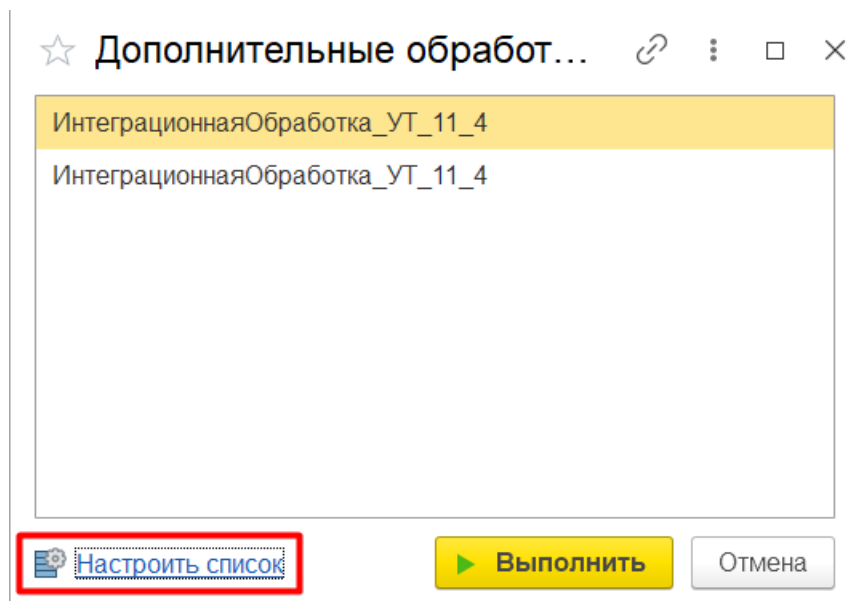 Дополнительные обработ...
ИнтеграционнаяОбработка_УТ_11_4
ИнтеграционнаяОбработка_УТ_11_4
Настроить список
Выполнить
Отмена